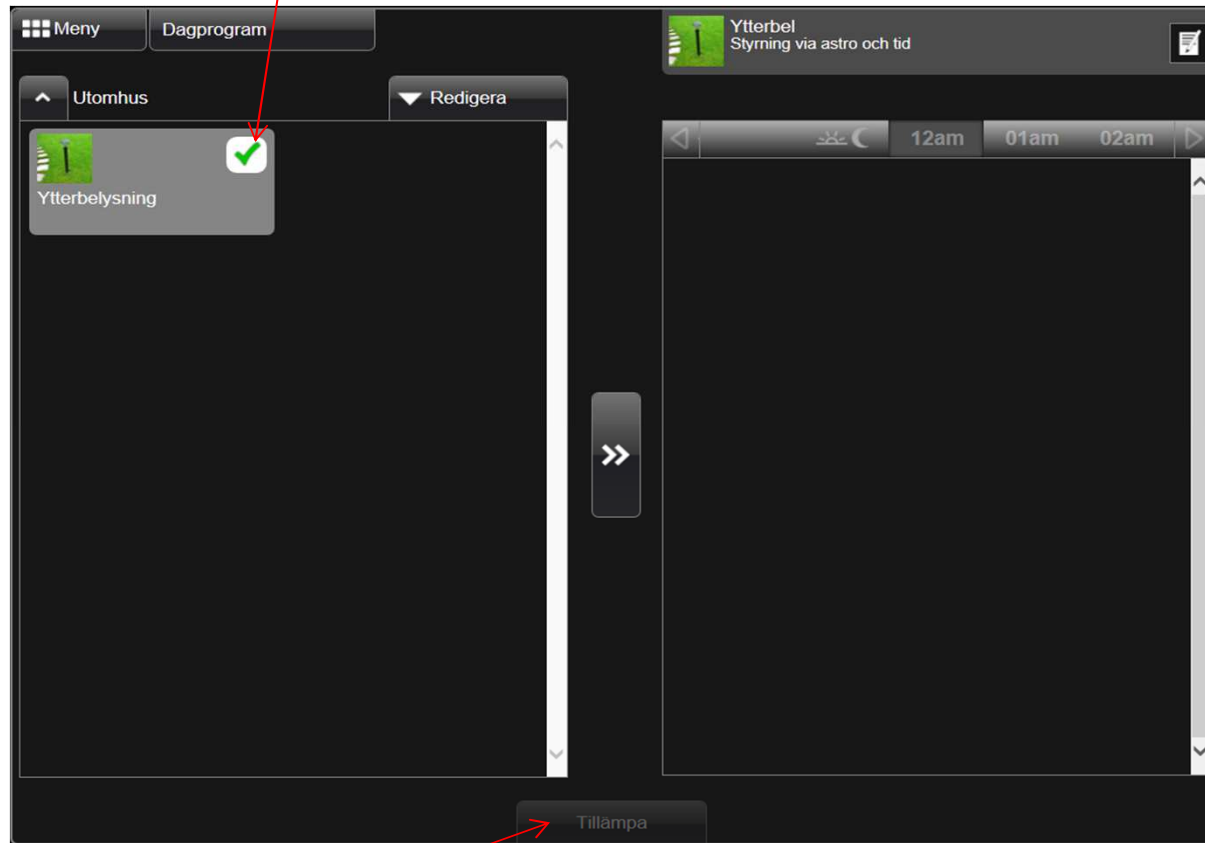 Meny
Dagprogram
Ytterbel
Styrning via astro och tid
Utomhus
Redigera
12am 01am 02am
Ytterbelysning
Tillämpa